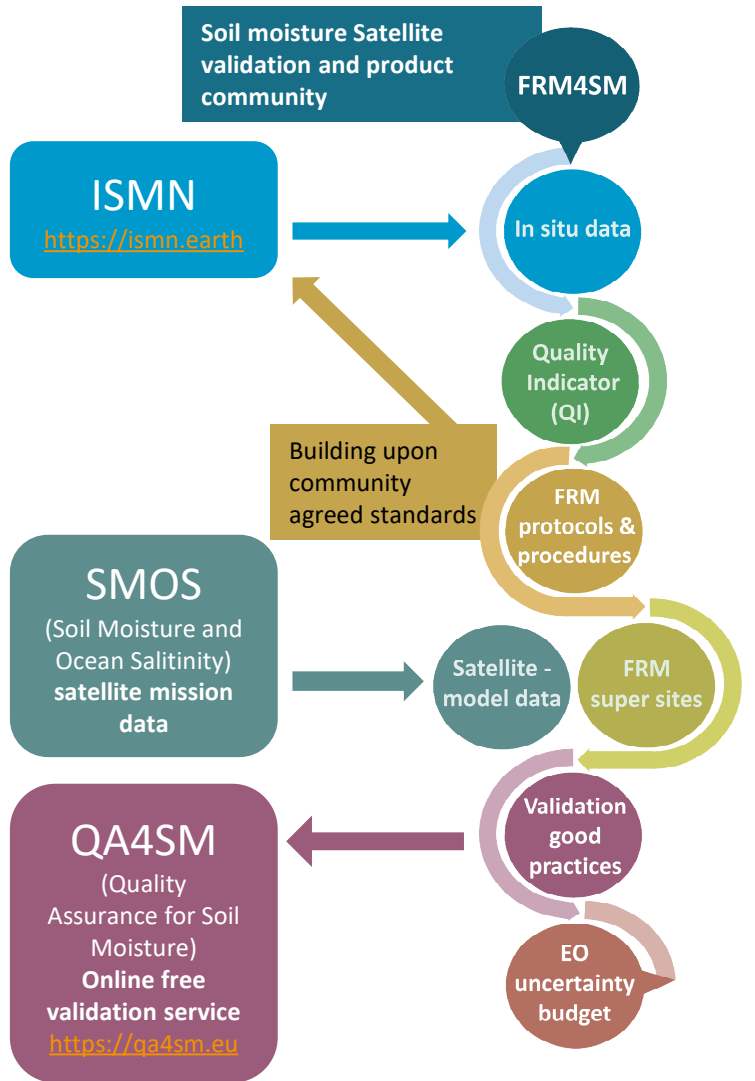 Soil moisture Satellite
validation and product
community
FRM4SM
ISMN
https://ismn.earth
In situ data
Quality
Indicator
(QI)
Building upon
community
agreed standards
FRM
protocols &
procedures
SMOS
(Soil Moisture and
Ocean Salitinity)
satellite mission
data
Satellite -
model data
FRM
super sites
QA4SM
(Quality
Assurance for Soil
Moisture)
Online free
validation service
https://qa4sm.eu
Validation
good
practices
EO
uncertainty
budget